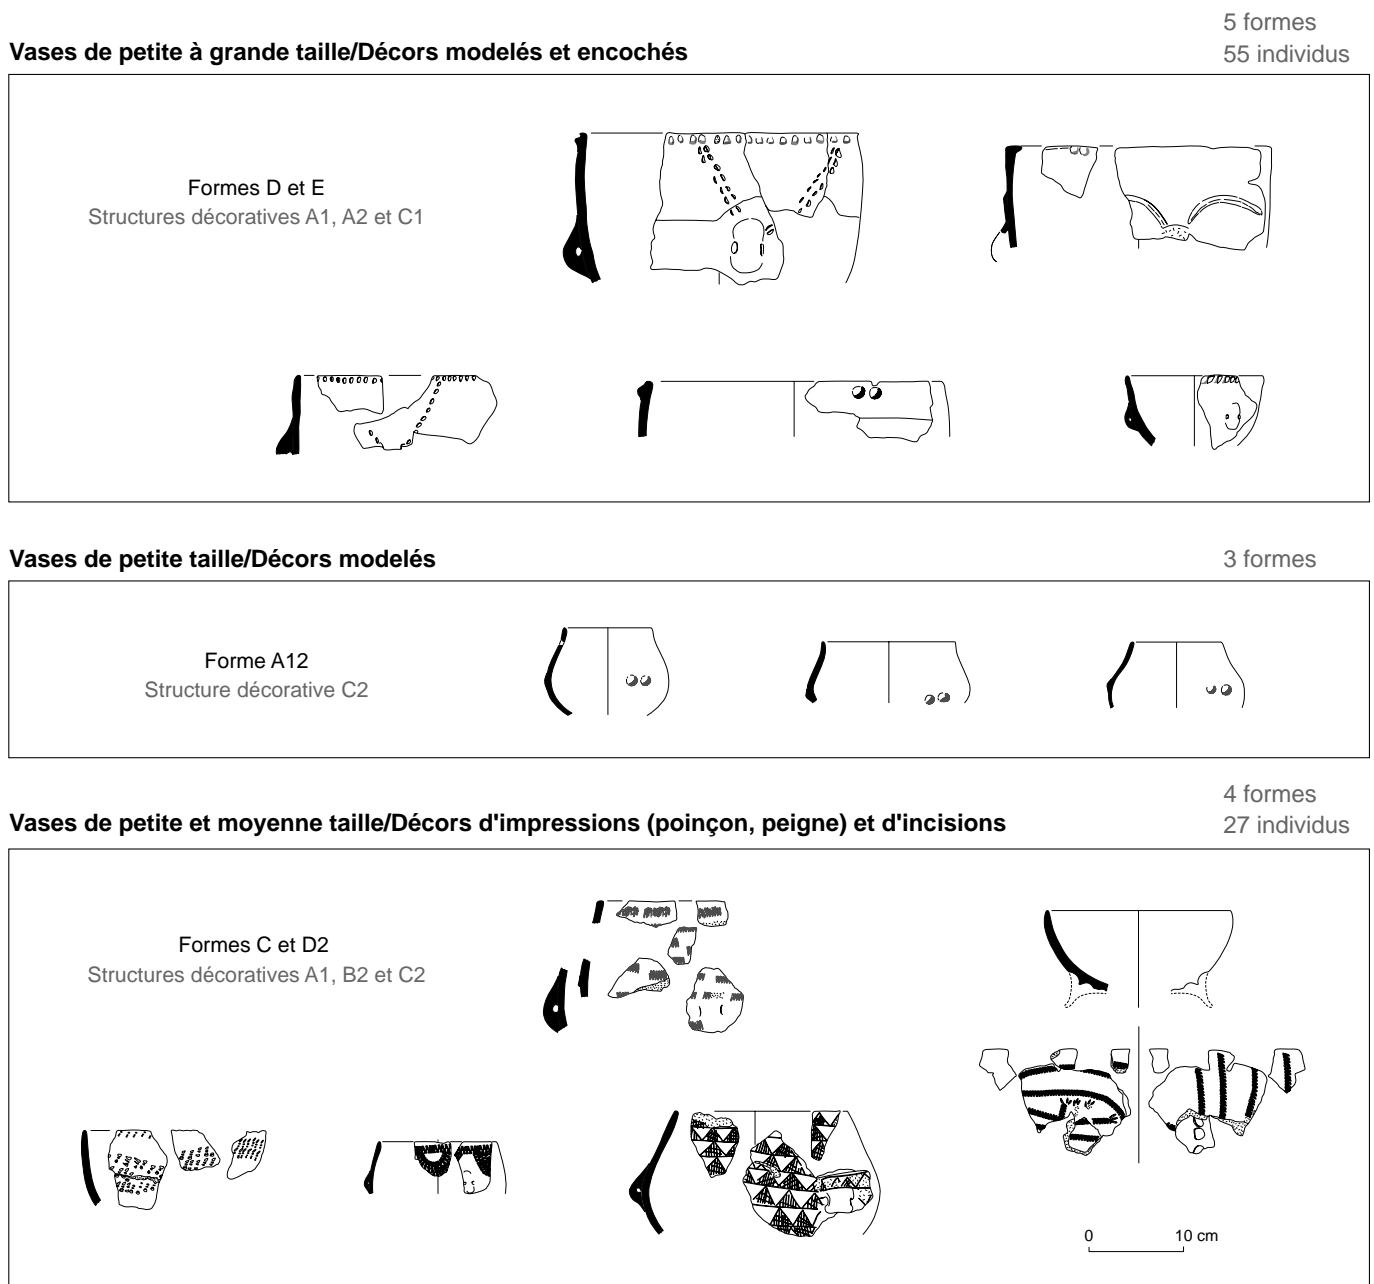 5 formes
Vases de petite à grande taille/Décors modelés et encochés
55 individus
Formes D et E
Structures décoratives A1, A2 et C1
Vases de petite taille/Décors modelés
3 formes
Forme A12
Structure décorative C2
4 formes
Vases de petite et moyenne taille/Décors d'impressions (poinçon, peigne) et d'incisions
27 individus
Formes C et D2
Structures décoratives A1, B2 et C2
0 10 cm